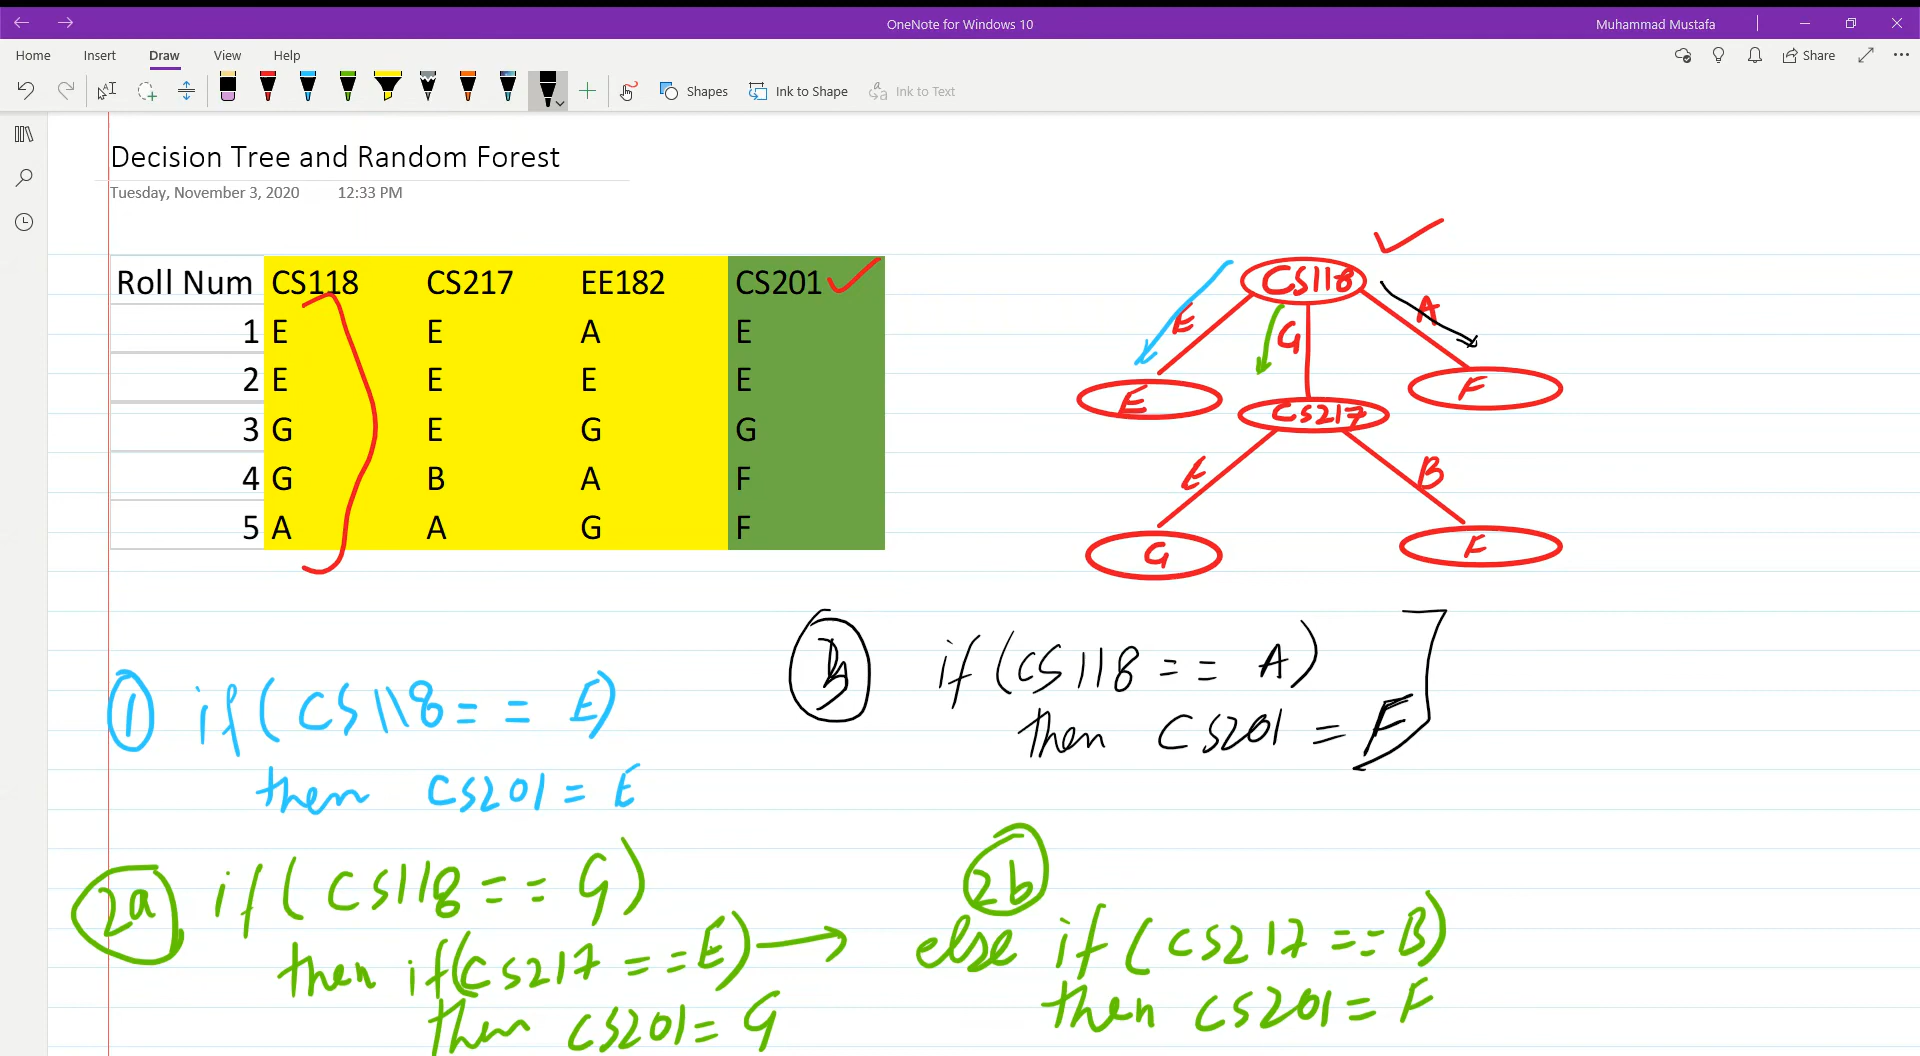 OneNote for Windows 10
Muhammad Mustafa
Home Insert Draw View Help
Share
Shapes Ink to Shape Ink to Text
Decision Tree and Random Forest
Tuesday, November 3, 2020 12:33 PM
Roll Num CS118 CS217 EE182 CS201
1 E E A E
2 E E E E
3 G E G G
4 G B A F
5 A A G F
CS118
E G A
E CS217 F
E B
G F
1 if (CS118 == E)
then CS201 = E
if (CS118 == A)
then CS201 = F
2a if (CS118 == G)
then if (CS217 == E)
then CS201 = G
2b
else if (CS217 == B)
then CS201 = F